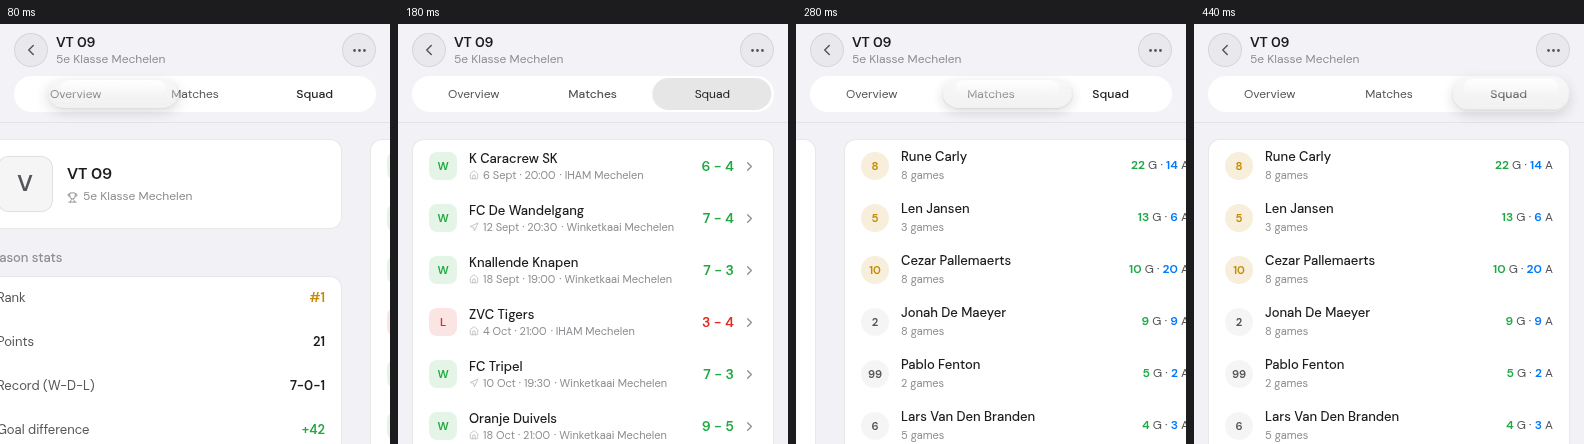 80 ms
VT 09
5e Klasse Mechelen
Overview
Matches
Squad
V
VT 09
5e Klasse Mechelen
ason stats
Rank
#1
Points
21
Record (W-D-L)
7-0-1
Goal difference
+42
180 ms
VT 09
5e Klasse Mechelen
Overview
Matches
Squad
W
K Caracrew SK
6 – 4
6 Sept · 20:00 · IHAM Mechelen
W
FC De Wandelgang
7 – 4
12 Sept · 20:30 · Winketkaai Mechelen
W
Knallende Knapen
7 – 3
18 Sept · 19:00 · Winketkaai Mechelen
L
ZVC Tigers
3 – 4
4 Oct · 21:00 · IHAM Mechelen
W
FC Tripel
7 – 3
10 Oct · 19:30 · Winketkaai Mechelen
W
Oranje Duivels
9 – 5
18 Oct · 21:00 · Winketkaai Mechelen
280 ms
VT 09
5e Klasse Mechelen
Overview
Matches
Squad
8
Rune Carly
22 G · 14 A
8 games
5
Len Jansen
13 G · 6 A
3 games
10
Cezar Pallemaerts
10 G · 20 A
8 games
2
Jonah De Maeyer
9 G · 9 A
8 games
99
Pablo Fenton
5 G · 2 A
2 games
6
Lars Van Den Branden
4 G · 3 A
5 games
440 ms
VT 09
5e Klasse Mechelen
Overview
Matches
Squad
8
Rune Carly
22 G · 14 A
8 games
5
Len Jansen
13 G · 6 A
3 games
10
Cezar Pallemaerts
10 G · 20 A
8 games
2
Jonah De Maeyer
9 G · 9 A
8 games
99
Pablo Fenton
5 G · 2 A
2 games
6
Lars Van Den Branden
4 G · 3 A
5 games